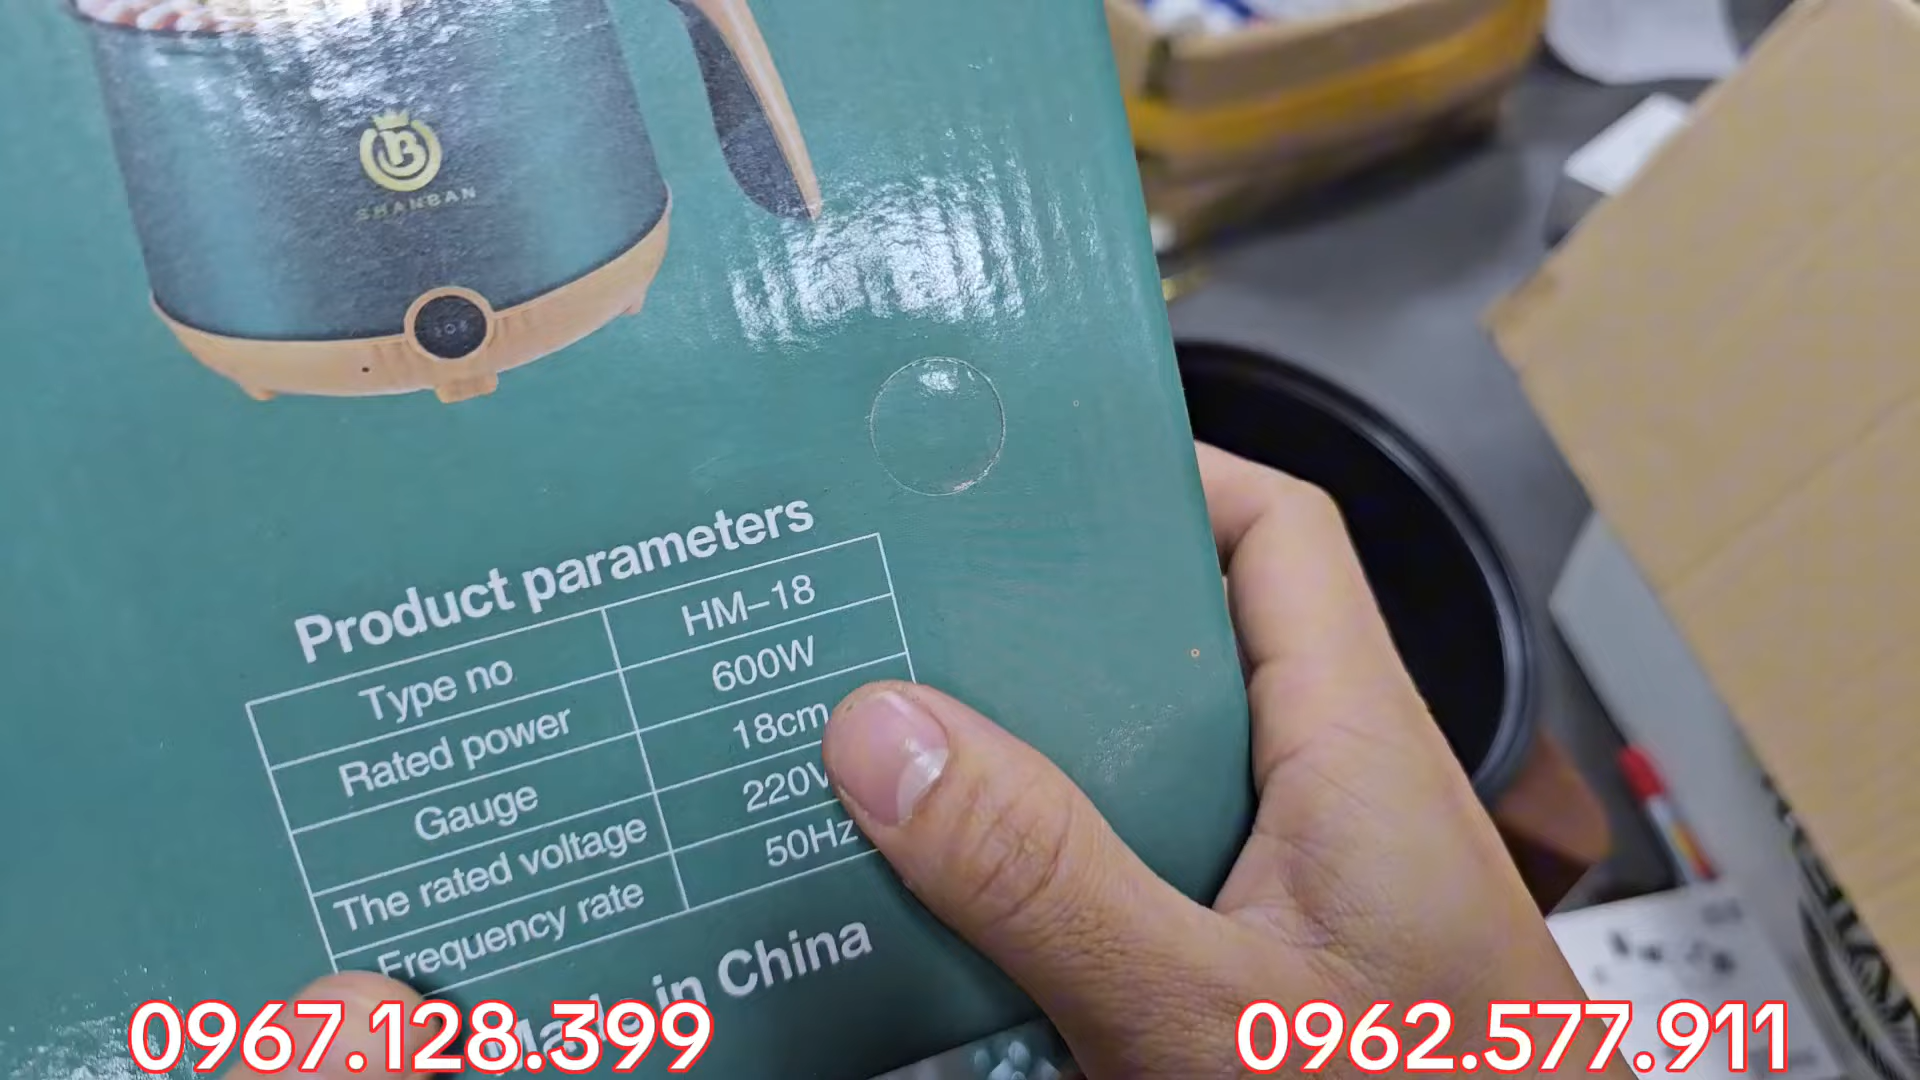 B
SHANBAN
Product parameters
Type no HM-18
Rated power 600W
Gauge 18cm
The rated voltage 220V
Frequency rate 50Hz
Made in China
0967.128.399
0962.577.911